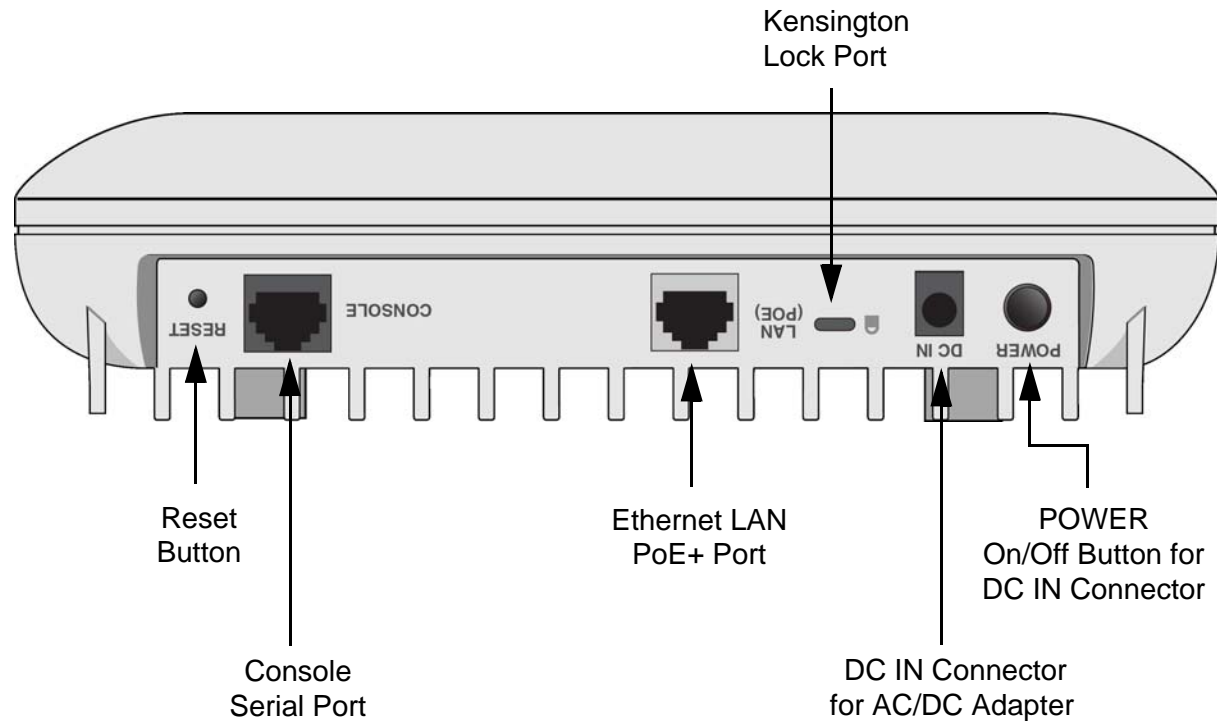 Kensington
Lock Port
RESET
CONSOLE
LAN
(POE)
DC IN
POWER
Reset
Button
Ethernet LAN
PoE+ Port
POWER
On/Off Button for
DC IN Connector
Console
Serial Port
DC IN Connector
for AC/DC Adapter